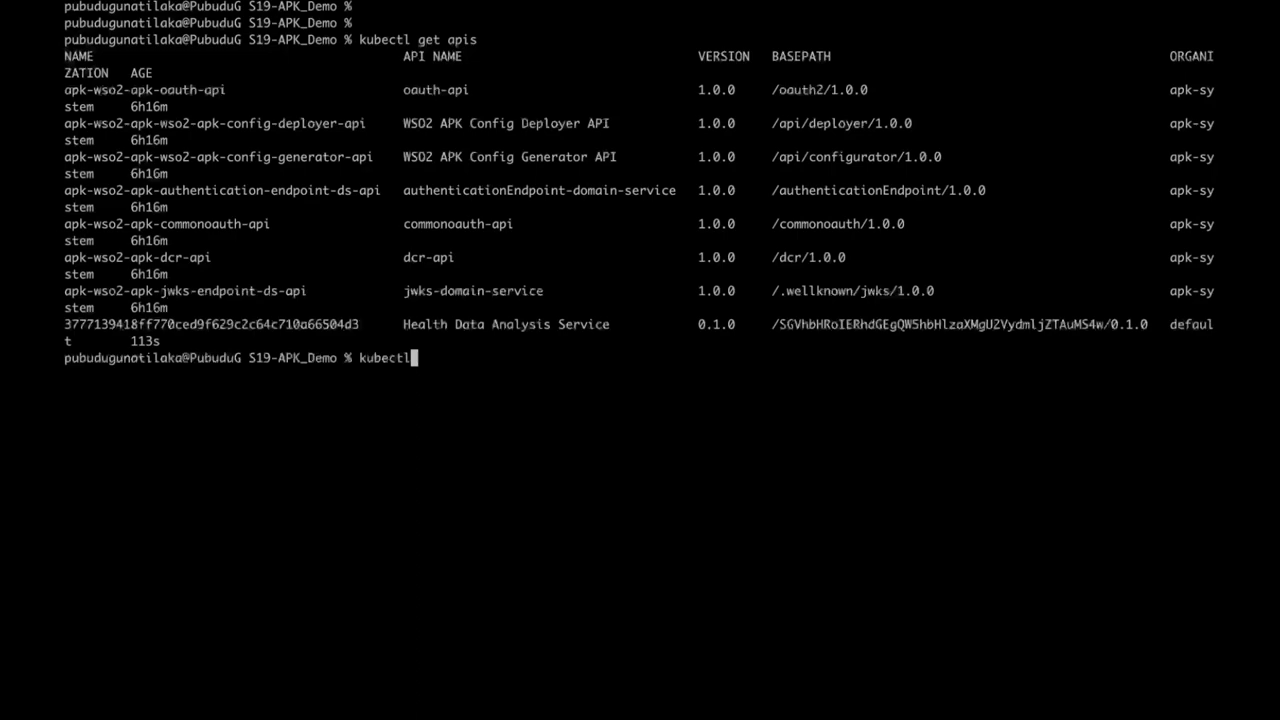 pubudugunatilaka@PubuduG S19-APK_Demo %
pubudugunatilaka@PubuduG S19-APK_Demo %
pubudugunatilaka@PubuduG S19-APK_Demo % kubectl get apis
NAME API NAME VERSION BASEPATH ORGANI
ZATION AGE
apk-wso2-apk-oauth-api oauth-api 1.0.0 /oauth2/1.0.0 apk-sy
stem 6h16m
apk-wso2-apk-wso2-apk-config-deployer-api WSO2 APK Config Deployer API 1.0.0 /api/deployer/1.0.0 apk-sy
stem 6h16m
apk-wso2-apk-wso2-apk-config-generator-api WSO2 APK Config Generator API 1.0.0 /api/configurator/1.0.0 apk-sy
stem 6h16m
apk-wso2-apk-authentication-endpoint-ds-api authenticationEndpoint-domain-service 1.0.0 /authenticationEndpoint/1.0.0 apk-sy
stem 6h16m
apk-wso2-apk-commonoauth-api commonoauth-api 1.0.0 /commonoauth/1.0.0 apk-sy
stem 6h16m
apk-wso2-apk-dcr-api dcr-api 1.0.0 /dcr/1.0.0 apk-sy
stem 6h16m
apk-wso2-apk-jwks-endpoint-ds-api jwks-domain-service 1.0.0 /.wellknown/jwks/1.0.0 apk-sy
stem 6h16m
3777139418ff770ced9f629c2c64c710a66504d3 Health Data Analysis Service 0.1.0 /SGVhbHRoIERhdGEgQW5hbHlzaXMgU2VydmljZTAuMS4w/0.1.0 defaul
t 113s
pubudugunatilaka@PubuduG S19-APK_Demo % kubectl